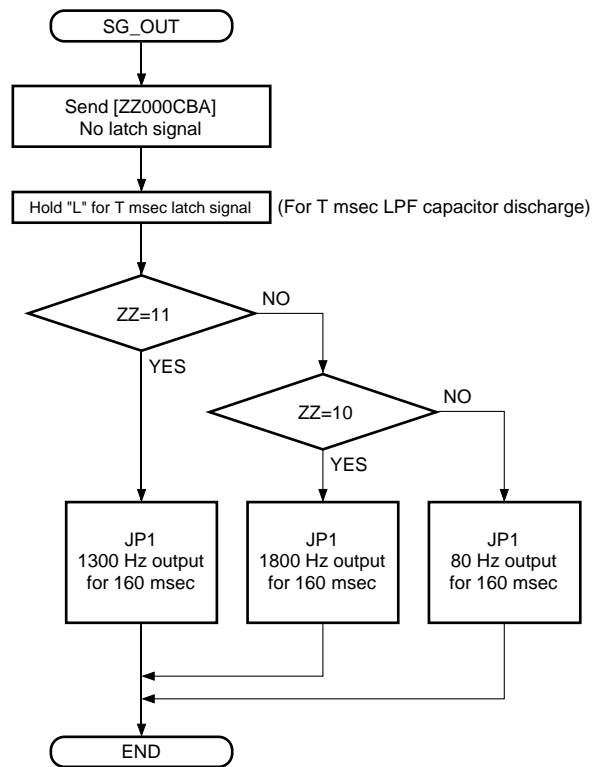 SG_OUT
Send [ZZ000CBA]
No latch signal
Hold "L" for T msec latch signal
(For T msec LPF capacitor discharge)
ZZ=11
NO
YES
ZZ=10
NO
YES
JP1
1300 Hz output
for 160 msec
JP1
1800 Hz output
for 160 msec
JP1
80 Hz output
for 160 msec
END